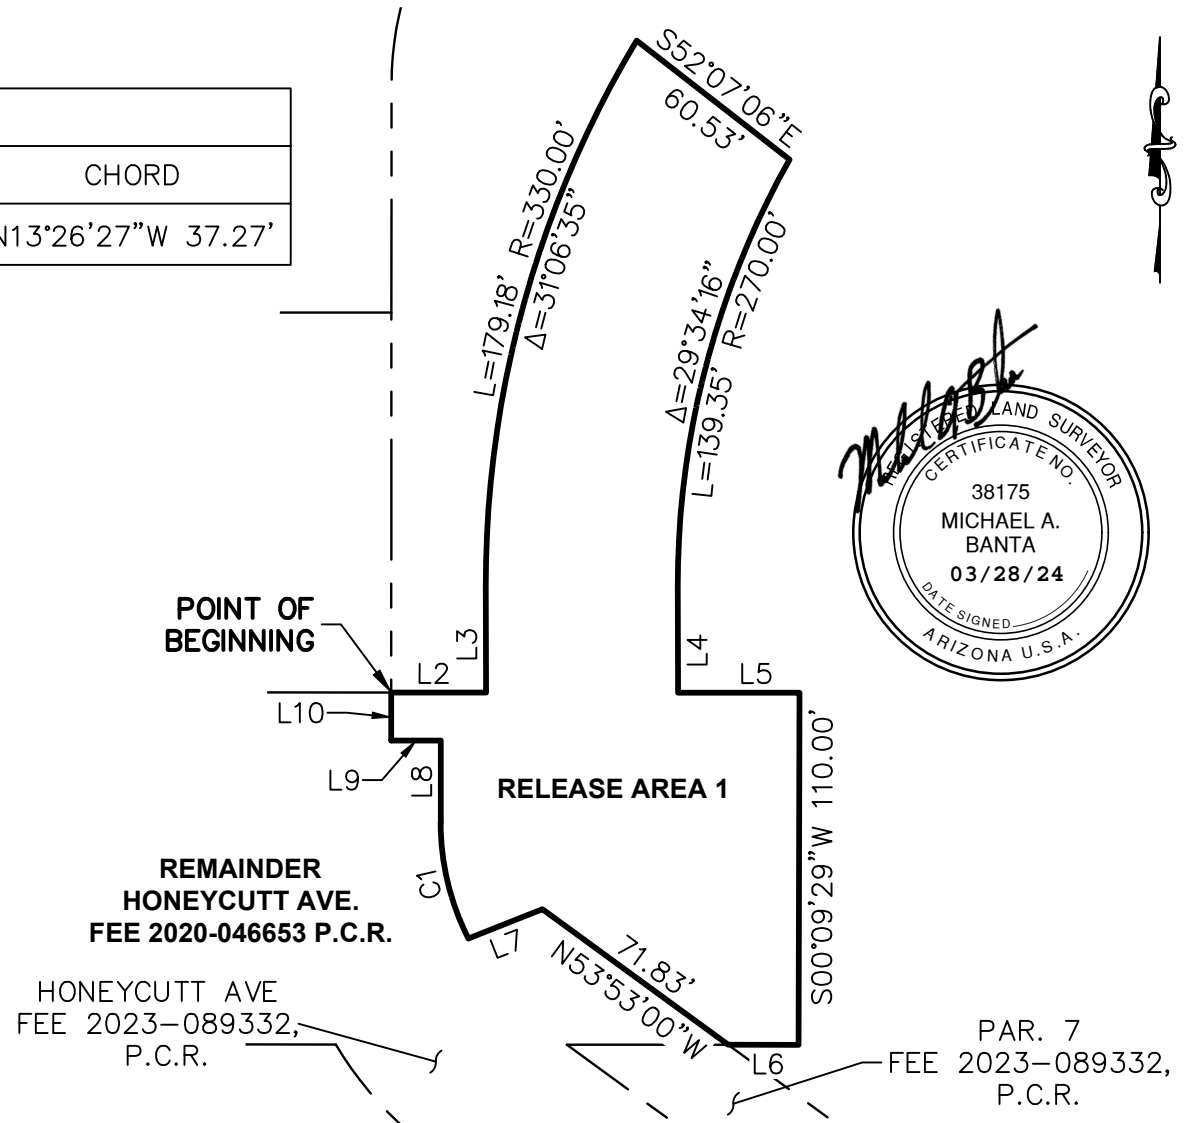 CHORD
N13°26'27"W 37.27'
S52°07'06"E
60.53'
L=179.18' R=330.00'
Δ=31°06'35"
Δ=29°34'16"
L=139.35' R=270.00'
REGISTERED LAND SURVEYOR
CERTIFICATE NO.
38175
MICHAEL A.
BANTA
03/28/24
DATE SIGNED
ARIZONA U.S.A.
POINT OF
BEGINNING
L2
L3
L4
L5
L10
L9
L8
RELEASE AREA 1
S00°09'29"W 110.00'
REMAINDER
HONEYCUTT AVE.
FEE 2020-046653 P.C.R.
C1
L7
71.83'
N53°53'00"W
L6
HONEYCUTT AVE
FEE 2023-089332,
P.C.R.
PAR. 7
FEE 2023-089332,
P.C.R.